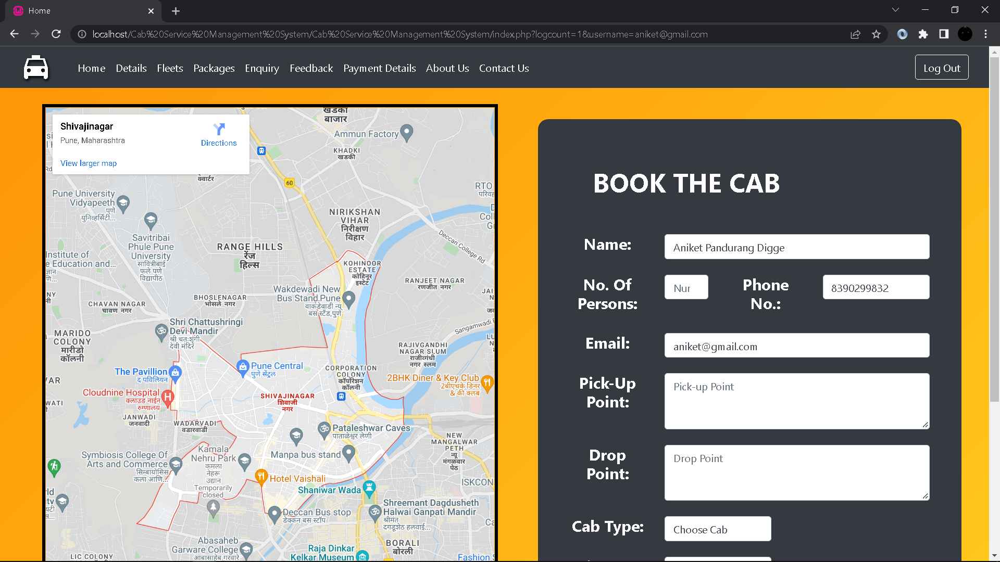 Home
localhost/Cab%20Service%20Management%20System/Cab%20Service%20Management%20System/index.php?logcount=1&username=aniket@gmail.com
Home Details Fleets Packages Enquiry Feedback Payment Details About Us Contact Us
Log Out
Shivajinagar
Pune, Maharashtra
Directions
View larger map
खडकी
बाजार
Ammun Factory
KHADKI
खडकी
क्वार्टर
60
RTO
Pune University
Vidyapeeth
पुणे
युनिव्हर्सिटी...
NIRIKSHAN
VIHAR
निरीक्षण
विहार
Deccan College Rd
Savitribai
Phule Pune
University
सावित्रीबाई
फुले पुणे
विद्यापीठ
RANGE HILLS
रेंज
हिल्स
Institute of
e Education and...
KOHINOOR
ESTATE
कोहिनूर
इस्टेट
RANJEET NAGAR
रणजीत नगर
Wakdewadi New
Bus Stand.Pune
वाकडेवाडी न्यू
बस स्टँड,पुणे
CHAVAN NAGAR
चावण नगर
BHOSLENAGAR
भोसले नगर
Shri Chattushringi
Devi Mandir
श्री चतःशृंगी
देवी मंदिर
Sangamwadi
MARIDO
COLONY
मारीडो
कॉलनी
RAJIVGANDHI
NAGAR SLUM
राजीवगांधी
नगर स्लम
The Pavillion
द पविलियन
Pune Central
पुणे सेंट्रल
CORPORATION
COLONY
कॉर्पोरेशन
कॉलनी
2BHK Diner & Key Club
2बीएचके डिनर
& की क्लब
Cloudnine Hospital
क्लाउड नाईन
रुग्णालय
SHIVAJINAGAR
शिवाजी
नगर
JANWADI
जनवादी
WADARVADI
वडारवाडी
Pataleshwar Caves
पाताळेश्वर लेणी
NEW
MANGALWAR
PETH
न्यू
मंगळवार
पेठ
Kamala
Nehru Park
कमला
नेहरू
उद्यान
Temporarily
closed
Manpa bus stand
Symbiosis College Of
Arts and Commerce
सिम्बायोसिस
कला आणि...
Hotel Vaishali
ISKCON
Shaniwar Wada
Deccan Bus stop
डेक्कन बस स्टॉप
Shreemant Dagdusheth
Halwai Ganpati Mandir
श्रीमंत
दगडूशेठ हलवाई...
Abasaheb
Garware College
आबासाहेब गरवारे
Raja Dinkar
Kelkar Museum
BORALI
बोरली
LIC COLONY
Fashion
BOOK THE CAB
Name:
Aniket Pandurang Digge
No. Of
Persons:
Nur
Phone
No.:
8390299832
Email:
aniket@gmail.com
Pick-Up
Point:
Pick-up Point
Drop
Point:
Drop Point
Cab Type:
Choose Cab